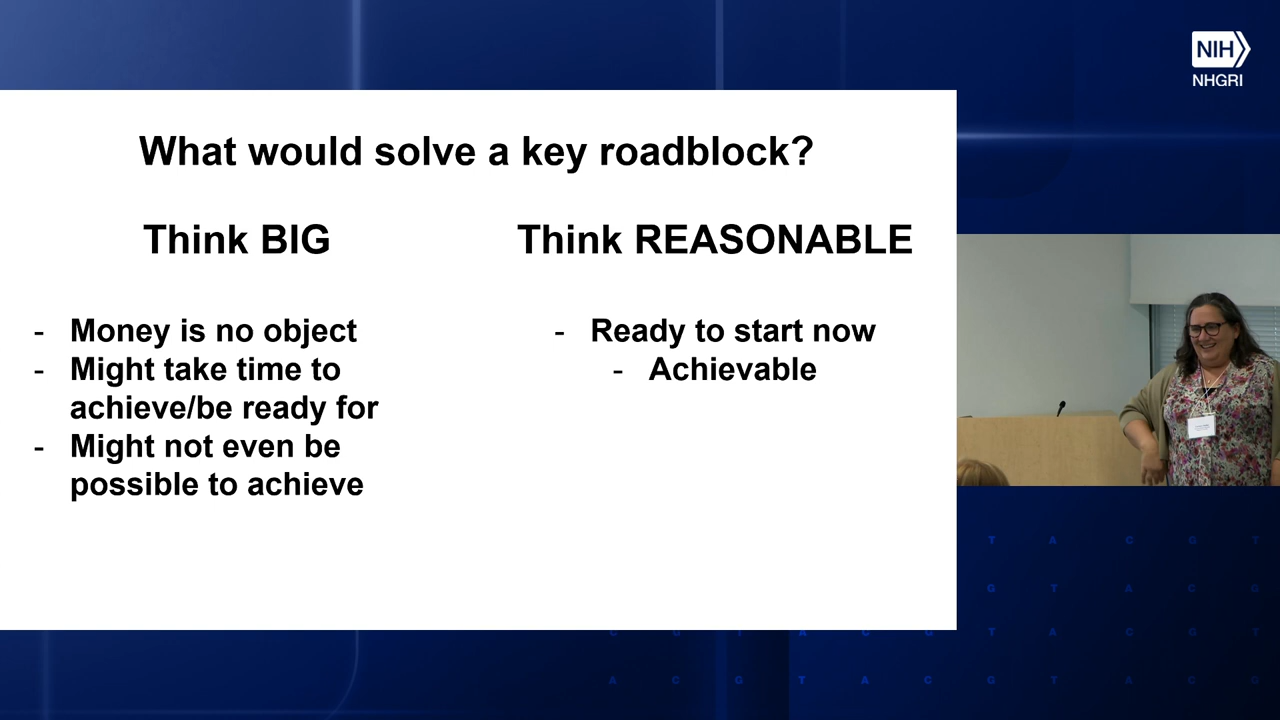 NIH
NHGRI
What would solve a key roadblock?
Think BIG
- Money is no object
- Might take time to
achieve/be ready for
- Might not even be
possible to achieve
Think REASONABLE
- Ready to start now
- Achievable
T A C G T
G T A C G
C G T A C G T A C G T
A C G T A C G T A C G